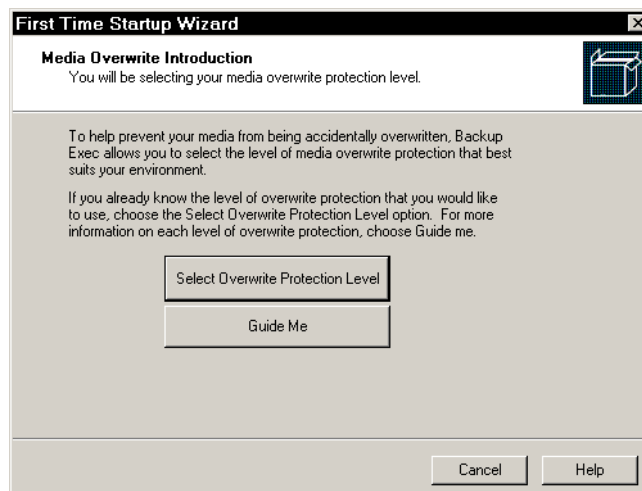 First Time Startup Wizard
Media Overwrite Introduction
You will be selecting your media overwrite protection level.
To help prevent your media from being accidentally overwritten, Backup
Exec allows you to select the level of media overwrite protection that best
suits your environment.
If you already know the level of overwrite protection that you would like
to use, choose the Select Overwrite Protection Level option.  For more
information on each level of overwrite protection, choose Guide me.
Select Overwrite Protection Level
Guide Me
Cancel
Help